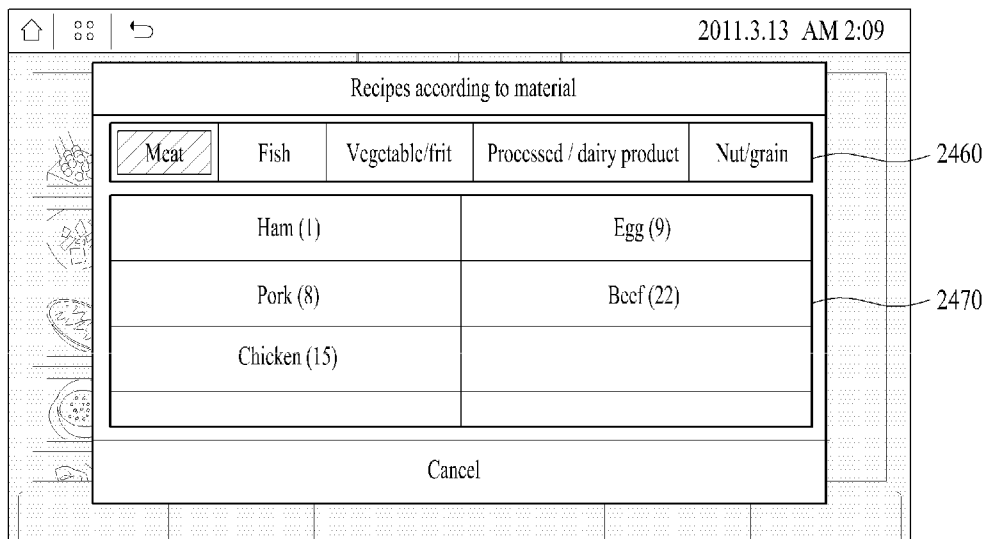 2011.3.13 AM 2:09
Recipes according to material
Meat Fish Vegetable/frit Processed / dairy product Nut/grain
2460
Ham (1) Egg (9)
Pork (8) Beef (22)
2470
Chicken (15)
Cancel